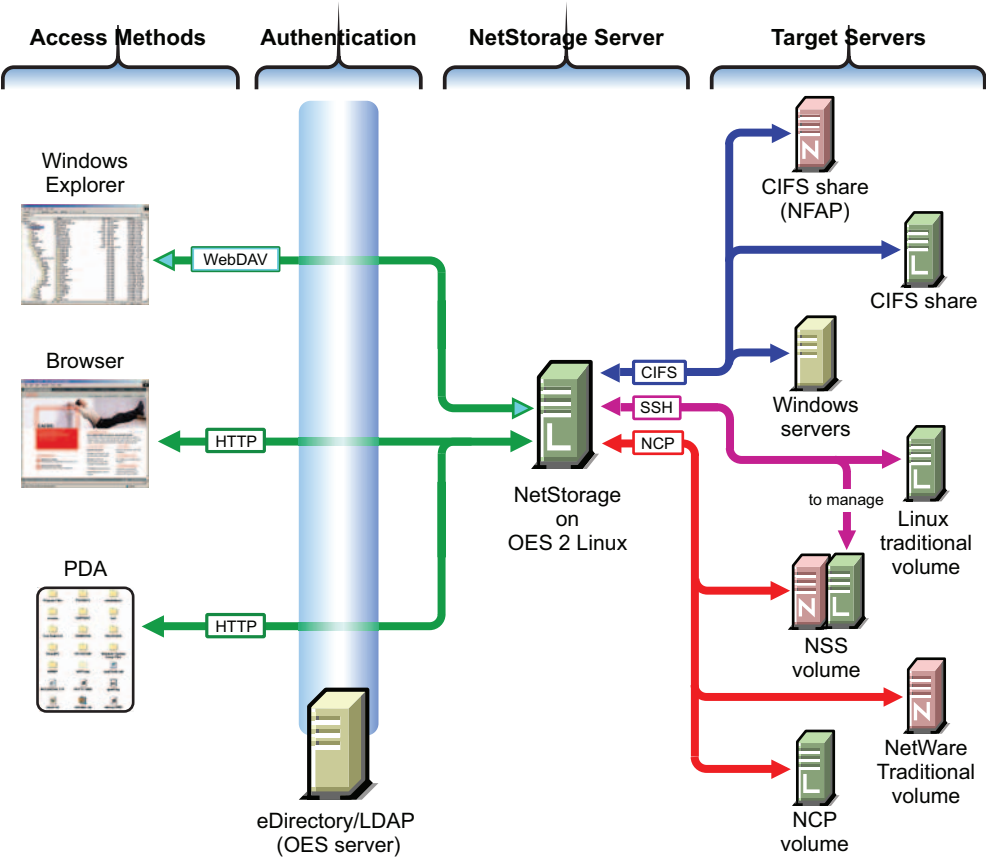 Access Methods
Authentication
NetStorage Server
Target Servers
Windows
Explorer
WebDAV
Browser
HTTP
PDA
HTTP
eDirectory/LDAP
(OES server)
L
NetStorage
on
OES 2 Linux
CIFS
SSH
NCP
N
CIFS share
(NFAP)
L
CIFS share
Windows
servers
L
Linux
traditional
volume
to manage
N
L
NSS
volume
N
NetWare
Traditional
volume
L
NCP
volume